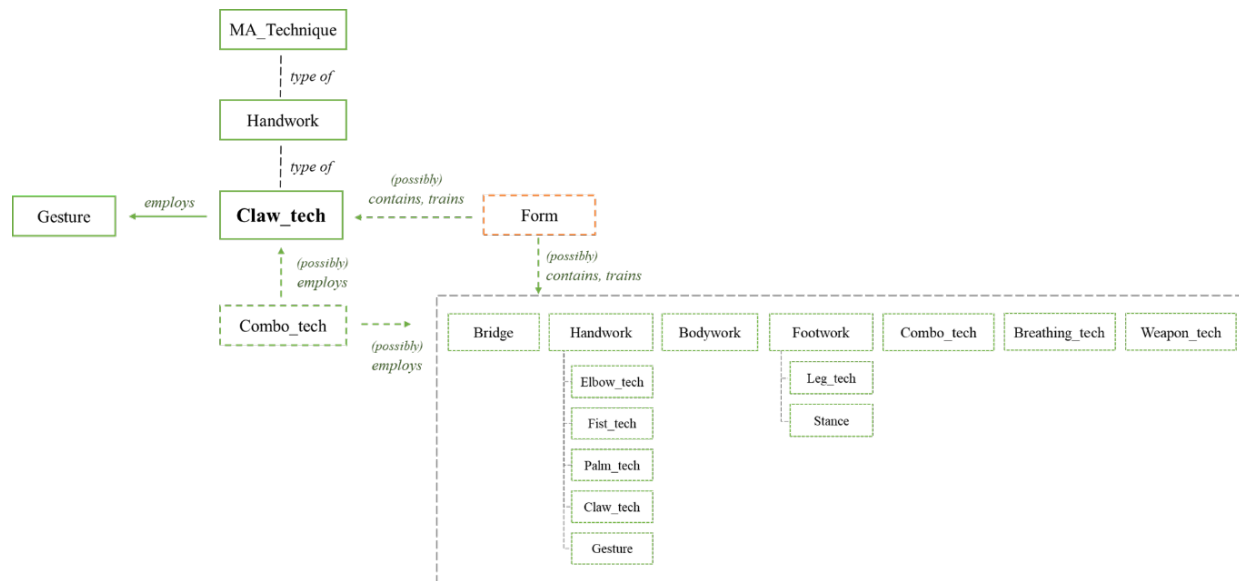 MA_Technique
type of
Handwork
type of
Gesture
employs
Claw_tech
(possibly)
contains, trains
Form
(possibly)
employs
(possibly)
contains, trains
Combo_tech
(possibly)
employs
Bridge
Handwork
Bodywork
Footwork
Combo_tech
Breathing_tech
Weapon_tech
Elbow_tech
Fist_tech
Palm_tech
Claw_tech
Gesture
Leg_tech
Stance